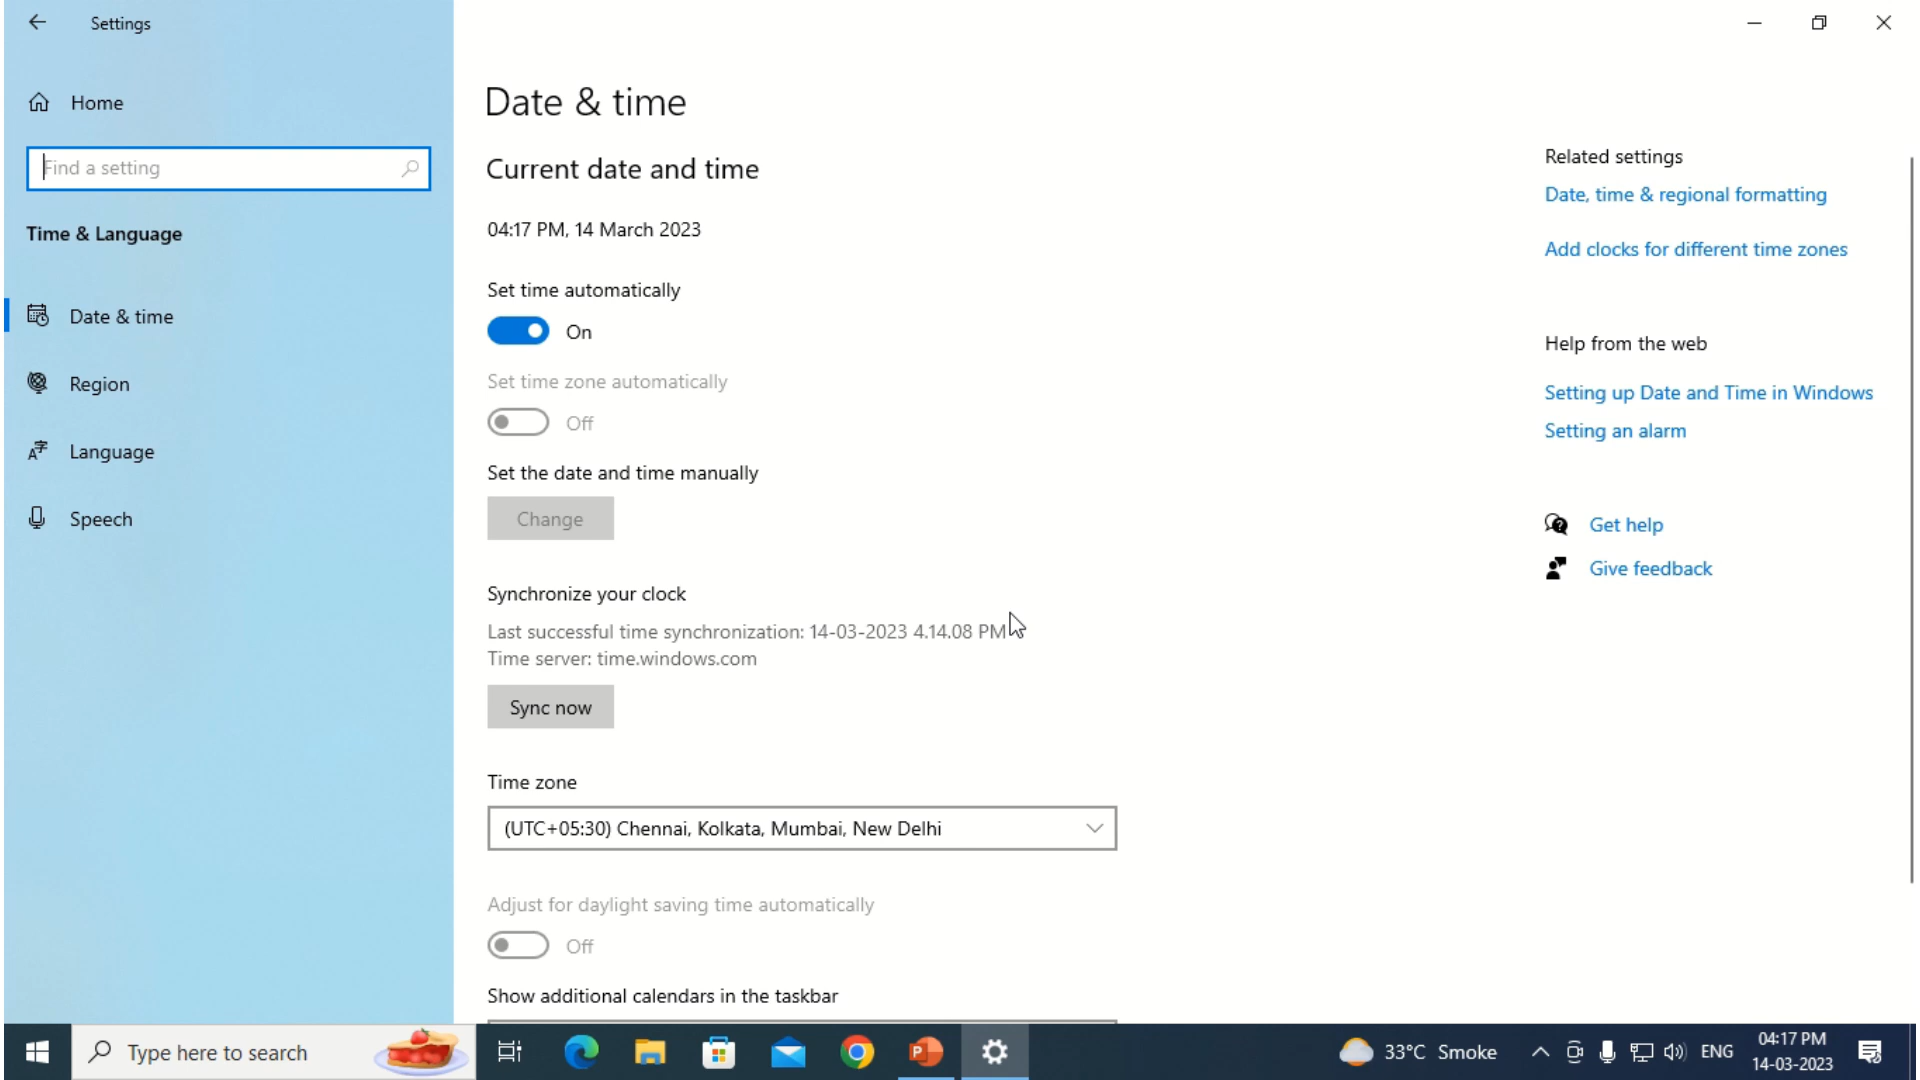 Settings
Home
Find a setting
Time & Language
Date & time
Region
Language
Speech
Date & time
Current date and time
04:17 PM, 14 March 2023
Set time automatically
On
Set time zone automatically
Off
Set the date and time manually
Change
Synchronize your clock
Last successful time synchronization: 14-03-2023 4.14.08 PM
Time server: time.windows.com
Sync now
Time zone
(UTC+05:30) Chennai, Kolkata, Mumbai, New Delhi
Adjust for daylight saving time automatically
Off
Show additional calendars in the taskbar
Related settings
Date, time & regional formatting
Add clocks for different time zones
Help from the web
Setting up Date and Time in Windows
Setting an alarm
Get help
Give feedback
Type here to search
33°C Smoke
ENG
04:17 PM
14-03-2023